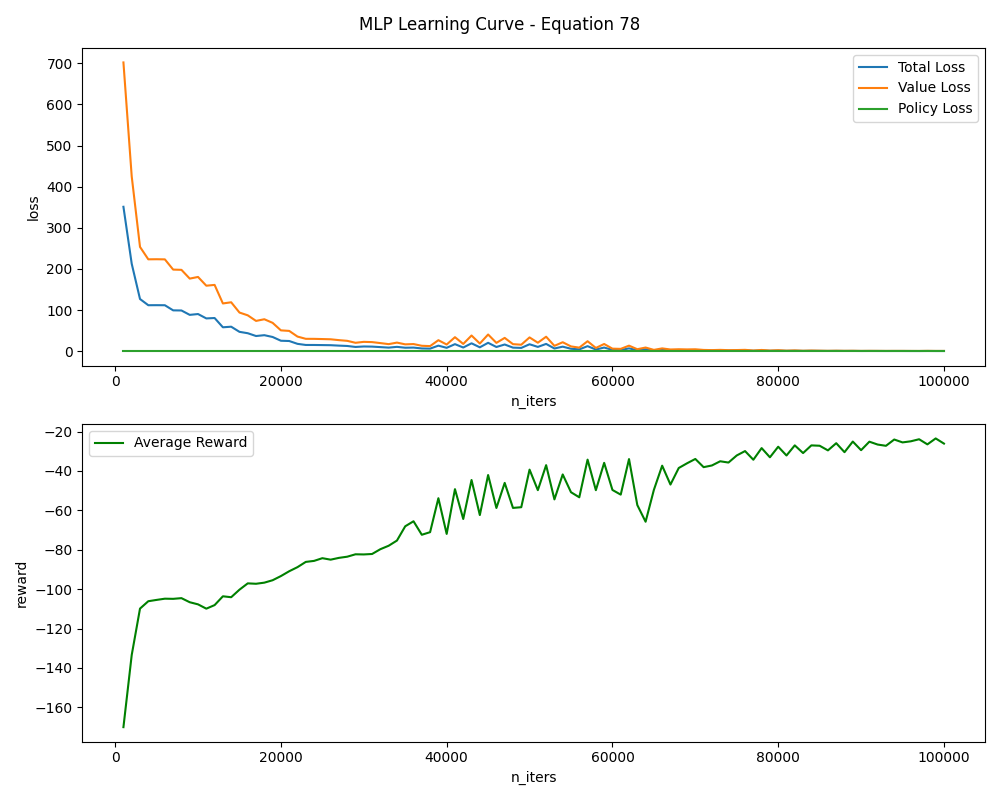 MLP Learning Curve - Equation 78
700
600
500
400
300
200
100
0
loss
Total Loss
Value Loss
Policy Loss
0 20000 40000 60000 80000 100000
n_iters
−20
−40
−60
−80
−100
−120
−140
−160
reward
Average Reward
0 20000 40000 60000 80000 100000
n_iters